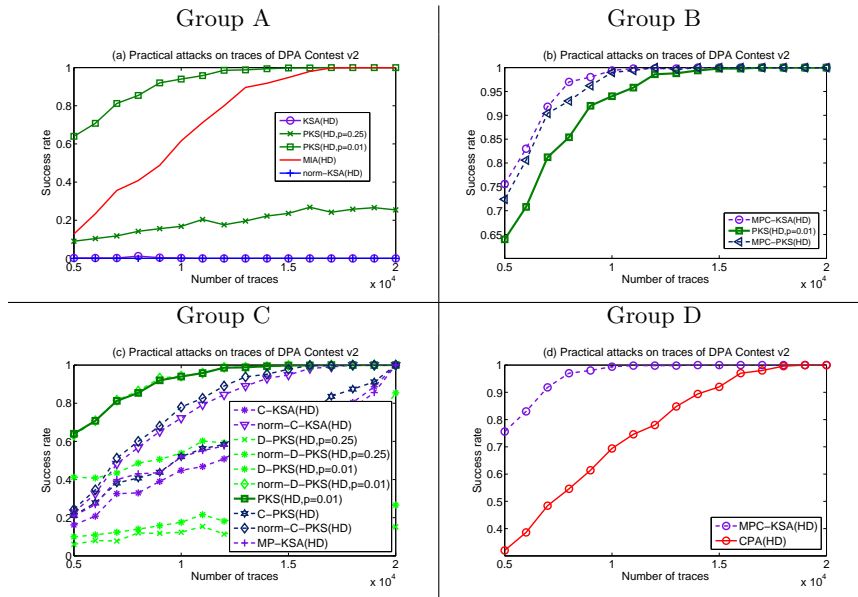 Group A
(a) Practical attacks on traces of DPA Contest v2
Success rate
1
0.8
0.6
0.4
0.2
0
0.5
1
1.5
2
Number of traces
x 10^4
KSA(HD)
PKS(HD,p=0.25)
PKS(HD,p=0.01)
MIA(HD)
norm−KSA(HD)
Group B
(b) Practical attacks on traces of DPA Contest v2
Success rate
1
0.95
0.9
0.85
0.8
0.75
0.7
0.65
0.5
1
1.5
2
Number of traces
x 10^4
MPC−KSA(HD)
PKS(HD,p=0.01)
MPC−PKS(HD)
Group C
(c) Practical attacks on traces of DPA Contest v2
Success rate
1
0.8
0.6
0.4
0.2
0
0.5
1
1.5
2
Number of traces
x 10^4
C−KSA(HD)
norm−C−KSA(HD)
D−PKS(HD,p=0.25)
norm−D−PKS(HD,p=0.25)
D−PKS(HD,p=0.01)
norm−D−PKS(HD,p=0.01)
PKS(HD,p=0.01)
C−PKS(HD)
norm−C−PKS(HD)
MP−KSA(HD)
Group D
(d) Practical attacks on traces of DPA Contest v2
Success rate
1
0.9
0.8
0.7
0.6
0.5
0.4
0.5
1
1.5
2
Number of traces
x 10^4
MPC−KSA(HD)
CPA(HD)